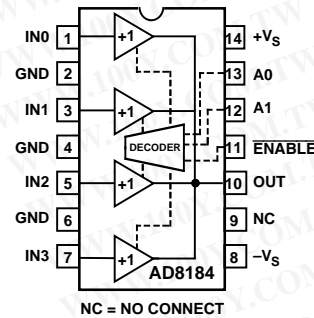 IN0 1 +1 14 +VS
GND 2 13 A0
IN1 3 +1 12 A1
GND 4 DECODER 11 ENABLE
IN2 5 +1 10 OUT
GND 6 9 NC
IN3 7 +1 8 –VS
AD8184
NC = NO CONNECT